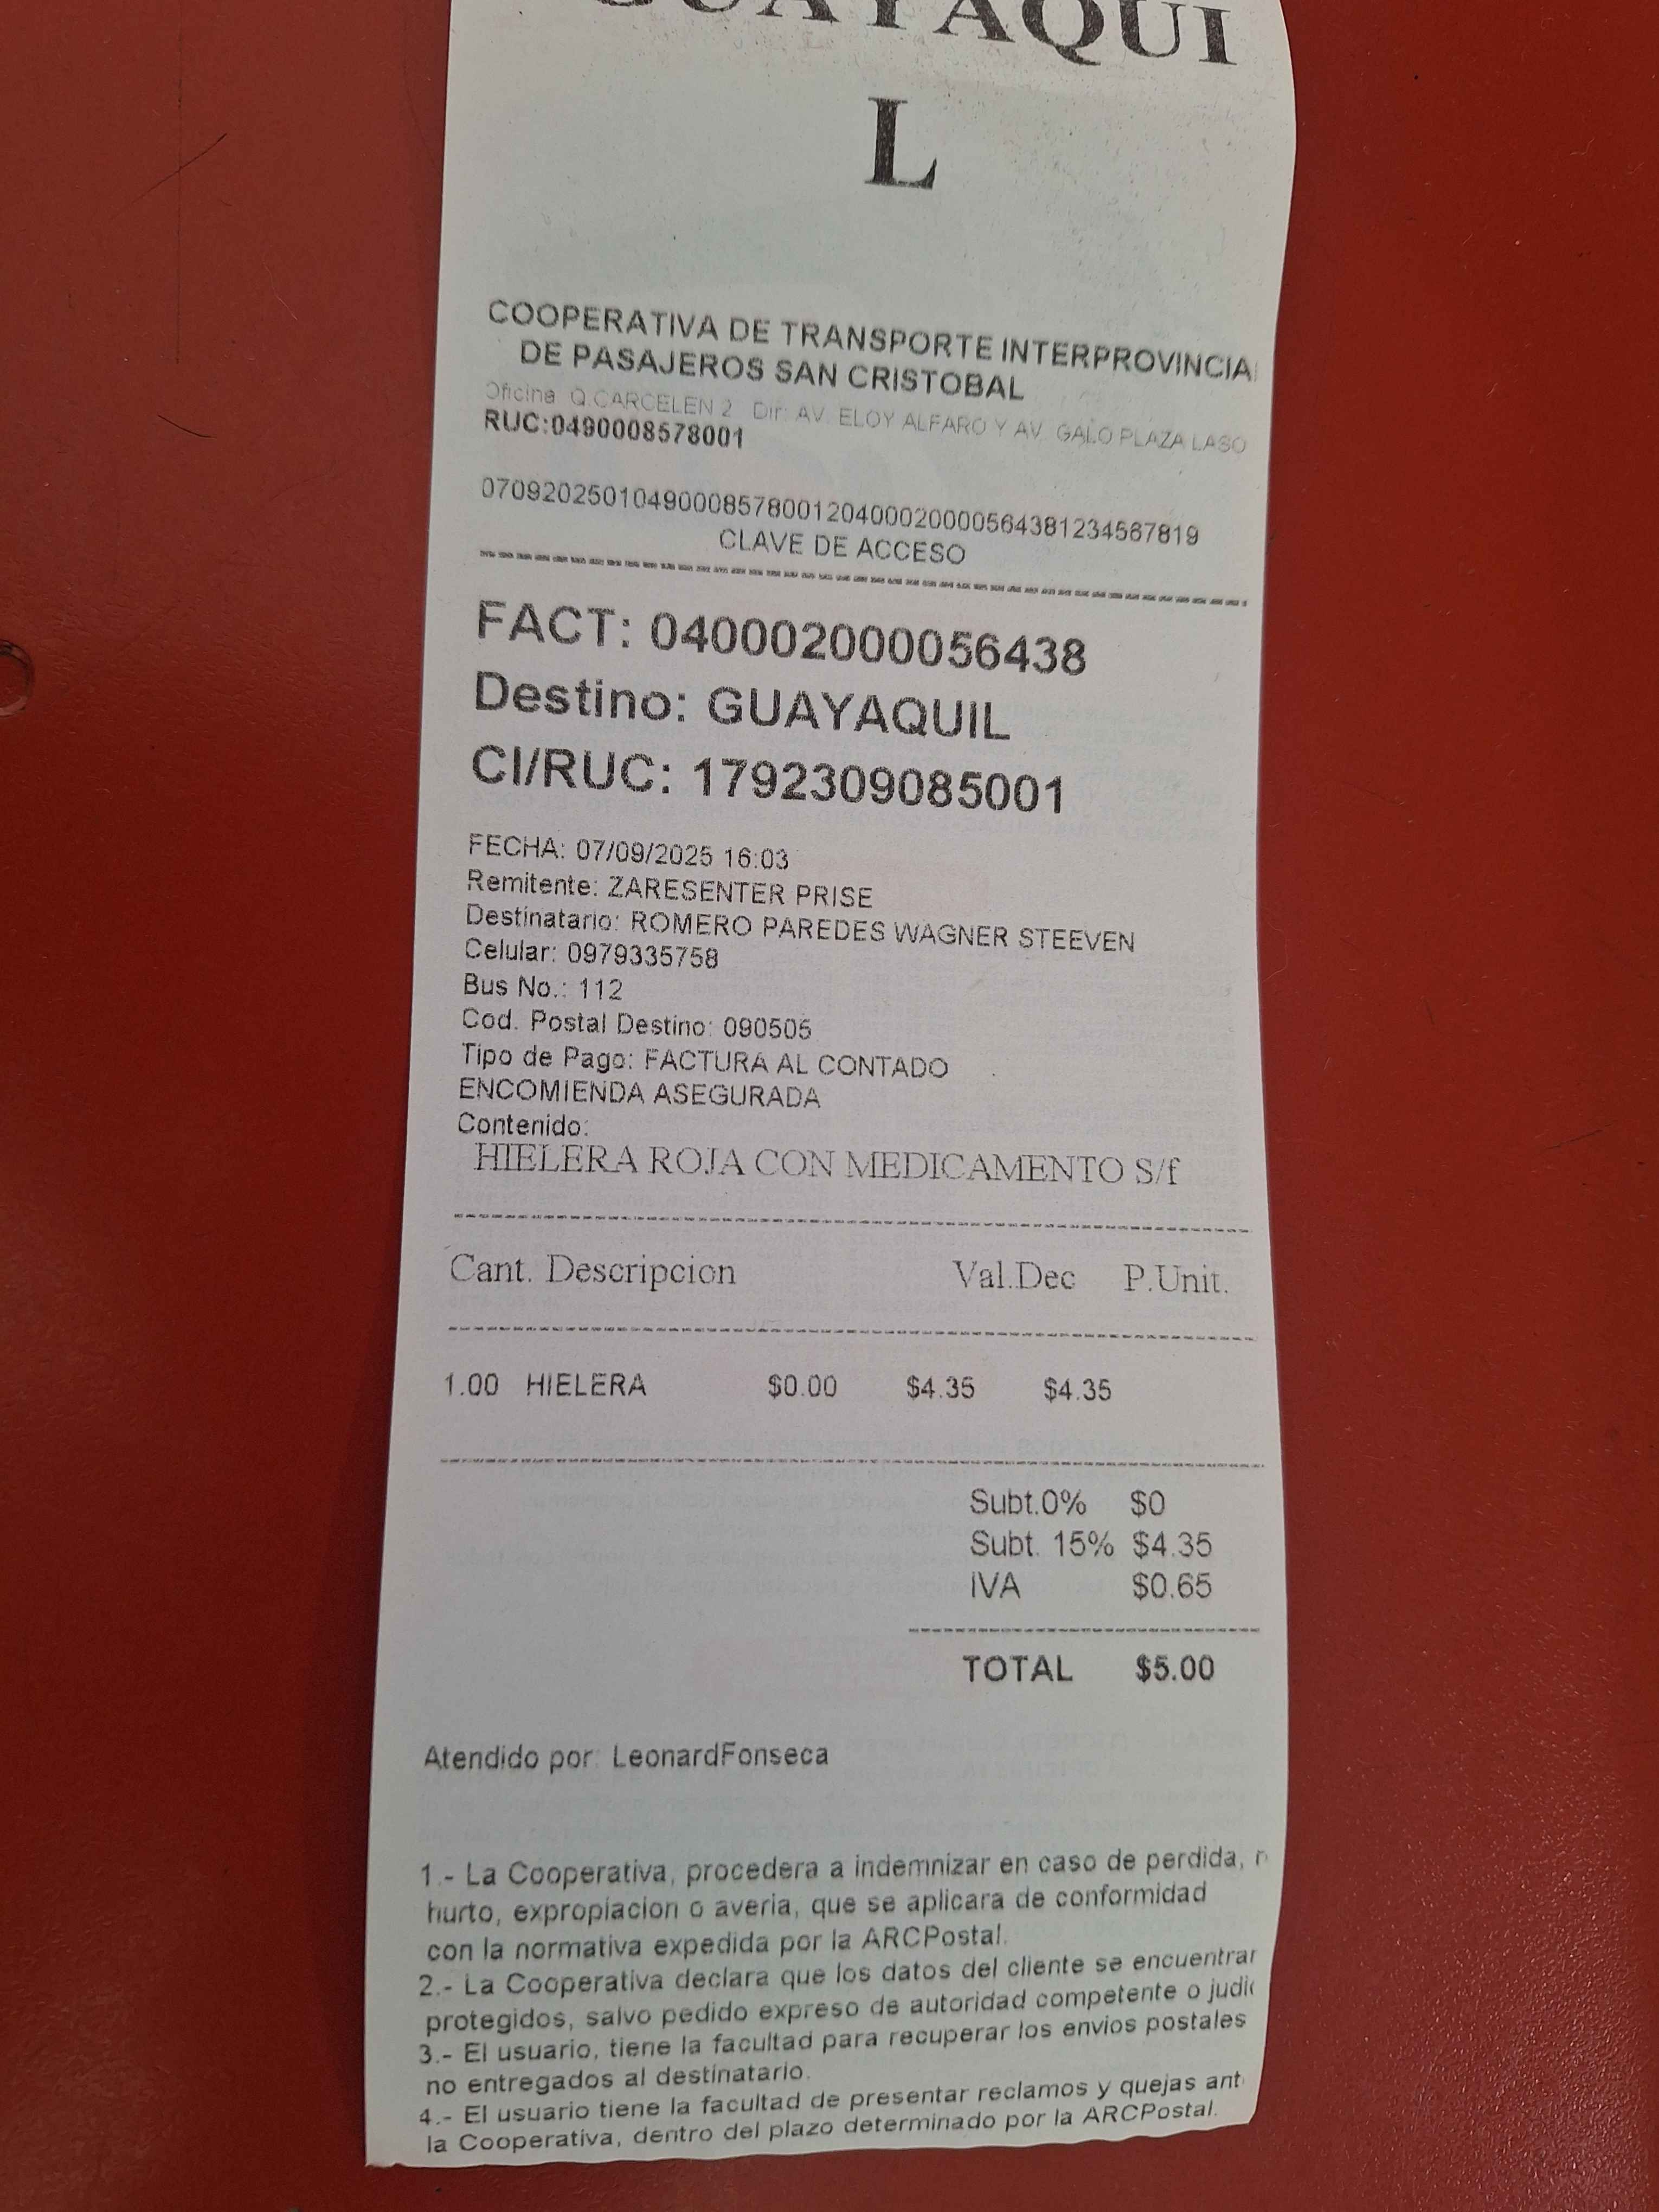 GUAYAQUI
L
COOPERATIVA DE TRANSPORTE INTERPROVINCIA
DE PASAJEROS SAN CRISTOBAL
Oficina: Q.CARCELEN 2 Dir: AV. ELOY ALFARO Y AV. GALO PLAZA LASO
RUC:0490008578001
0709202501049000857800120400020000564381234567819
CLAVE DE ACCESO
FACT: 040002000056438
Destino: GUAYAQUIL
CI/RUC: 1792309085001
FECHA: 07/09/2025 16:03
Remitente: ZARESENTER PRISE
Destinatario: ROMERO PAREDES WAGNER STEEVEN
Celular: 0979335758
Bus No.: 112
Cod. Postal Destino: 090505
Tipo de Pago: FACTURA AL CONTADO
ENCOMIENDA ASEGURADA
Contenido:
HIELERA ROJA CON MEDICAMENTO S/f
Cant. Descripcion Val.Dec P.Unit.
1.00 HIELERA $0.00 $4.35 $4.35
Subt.0% $0
Subt. 15% $4.35
IVA $0.65
TOTAL $5.00
Atendido por: LeonardFonseca
1.- La Cooperativa, procedera a indemnizar en caso de perdida,
hurto, expropiacion o averia, que se aplicara de conformidad
con la normativa expedida por la ARCPostal.
2.- La Cooperativa declara que los datos del cliente se encuentrar
protegidos, salvo pedido expreso de autoridad competente o judic
3.- El usuario, tiene la facultad para recuperar los envios postales
no entregados al destinatario.
4.- El usuario tiene la facultad de presentar reclamos y quejas ant
la Cooperativa, dentro del plazo determinado por la ARCPostal.